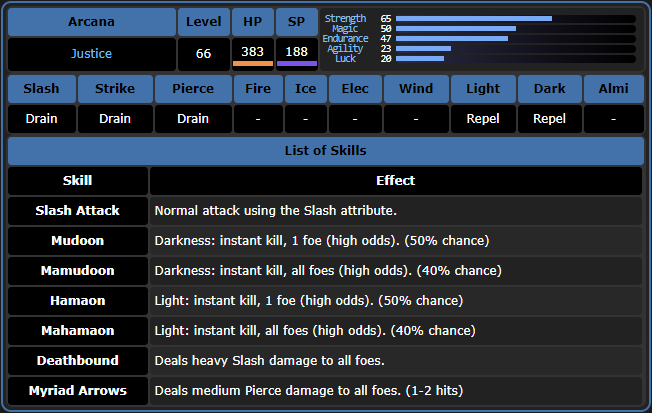 Arcana Level HP SP
Justice 66 383 188
Strength 65
Magic 50
Endurance 47
Agility 23
Luck 20
Slash Strike Pierce Fire Ice Elec Wind Light Dark Almi
Drain Drain Drain - - - - Repel Repel -
List of Skills
Skill Effect
Slash Attack Normal attack using the Slash attribute.
Mudoon Darkness: instant kill, 1 foe (high odds). (50% chance)
Mamudoon Darkness: instant kill, all foes (high odds). (40% chance)
Hamaon Light: instant kill, 1 foe (high odds). (50% chance)
Mahamaon Light: instant kill, all foes (high odds). (40% chance)
Deathbound Deals heavy Slash damage to all foes.
Myriad Arrows Deals medium Pierce damage to all foes. (1-2 hits)